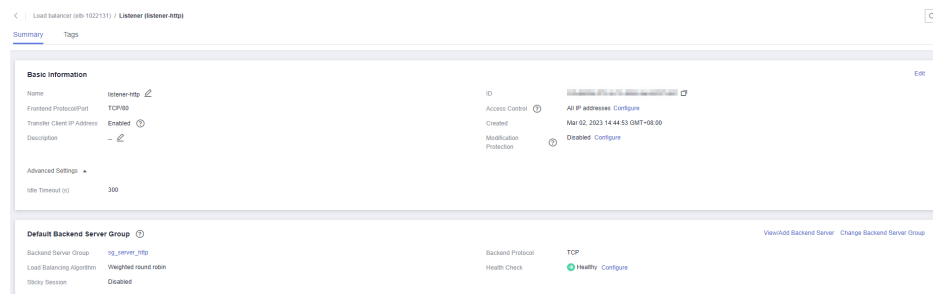 Load balancer (elb-1022131) / Listener (listener-http)
Summary Tags
Basic Information Edit
Name listener-http ID
Frontend Protocol/Port TCP/80 Access Control All IP addresses Configure
Transfer Client IP Address Enabled Created Mar 02, 2023 14:44:53 GMT+08:00
Description -- Modification Protection Disabled Configure
Advanced Settings
Idle Timeout (s) 300
Default Backend Server Group View/Add Backend Server Change Backend Server Group
Backend Server Group sg_server_http Backend Protocol TCP
Load Balancing Algorithm Weighted round robin Health Check Healthy Configure
Sticky Session Disabled